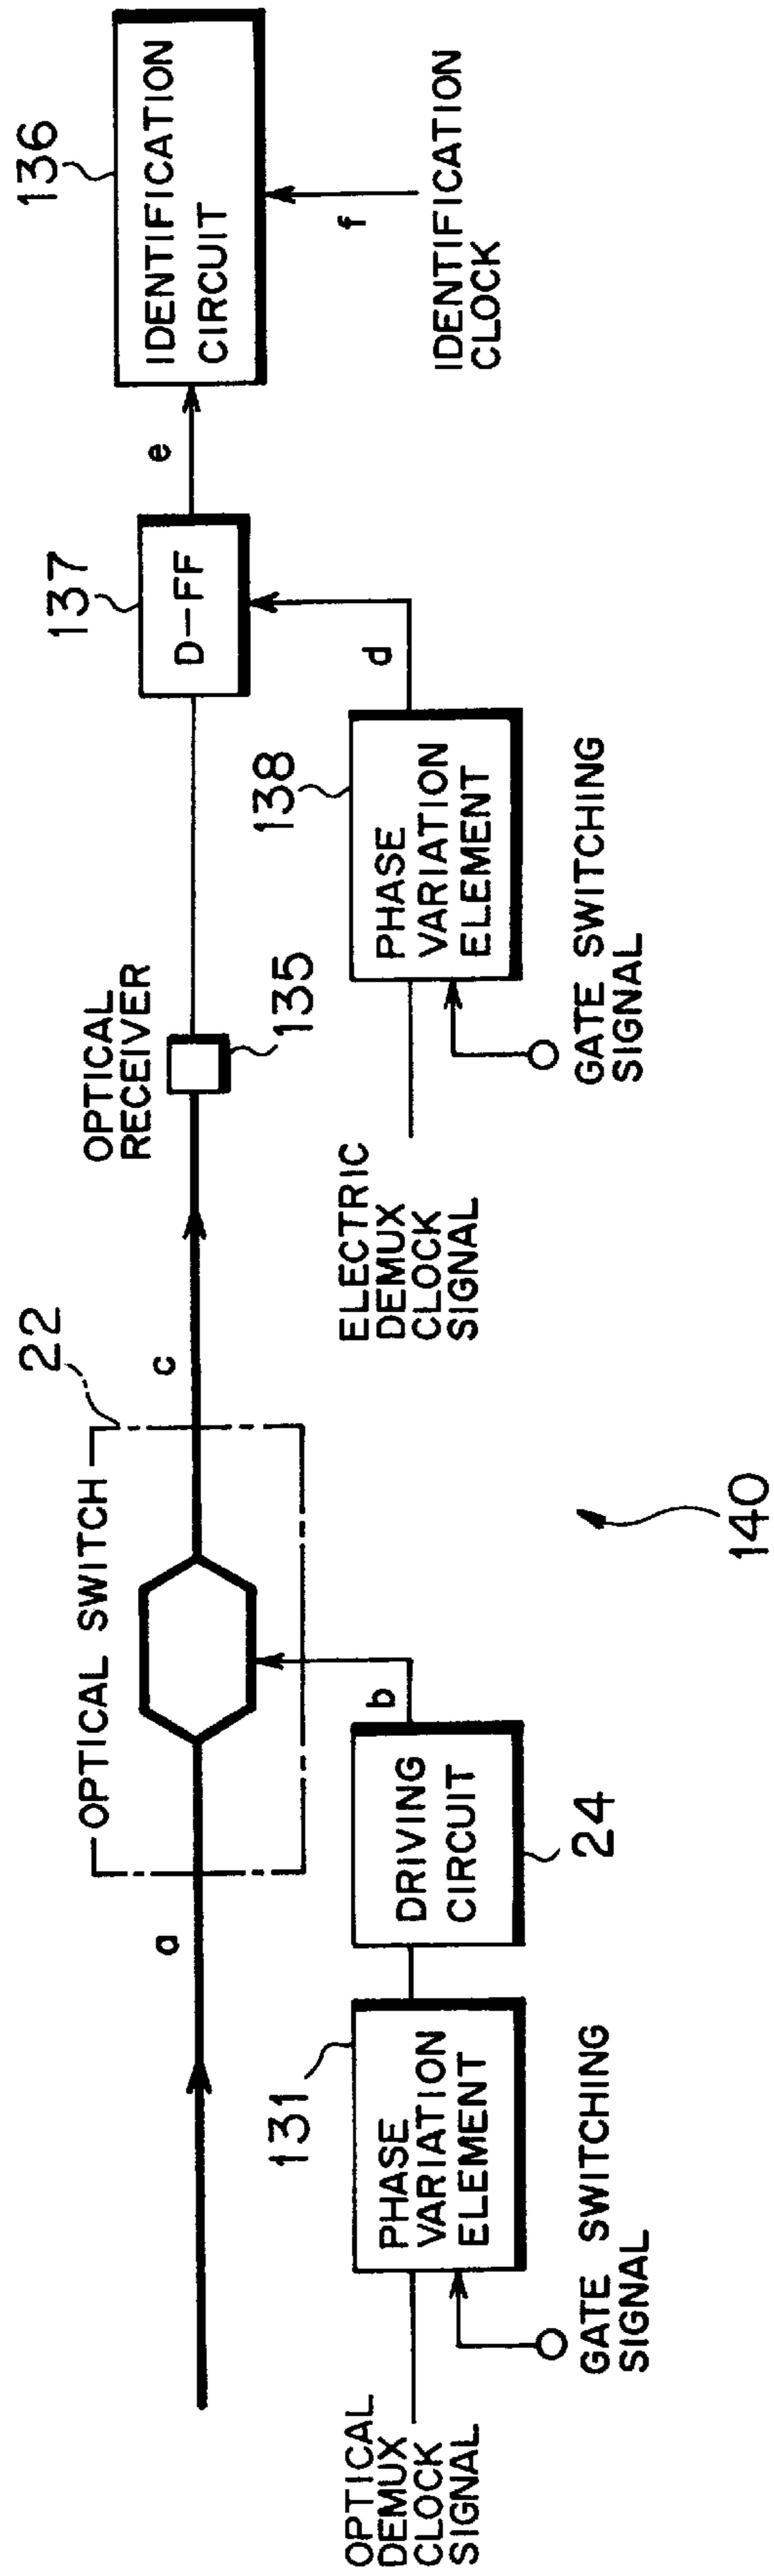 136
IDENTIFICATION
CIRCUIT
f
IDENTIFICATION
CLOCK
e
137
D-FF
d
138
PHASE
VARIATION
ELEMENT
GATE SWITCHING
SIGNAL
OPTICAL
RECEIVER
135
ELECTRIC
DEMUX
CLOCK
SIGNAL
c
22
OPTICAL SWITCH
b
DRIVING
CIRCUIT
24
140
a
131
PHASE
VARIATION
ELEMENT
GATE SWITCHING
SIGNAL
OPTICAL
DEMUX
CLOCK
SIGNAL